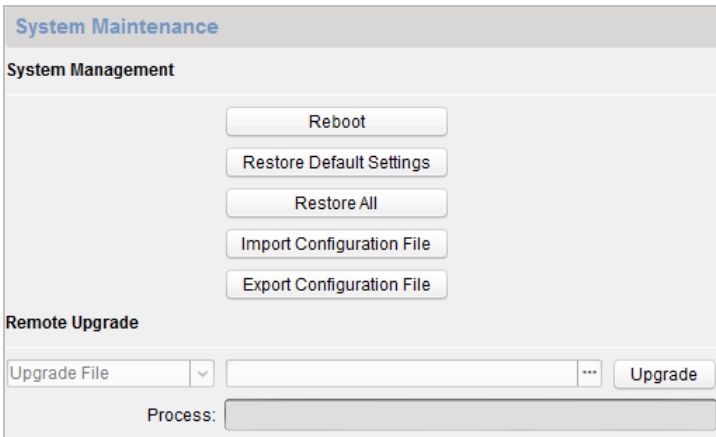 System Maintenance
System Management
Reboot
Restore Default Settings
Restore All
Import Configuration File
Export Configuration File
Remote Upgrade
Upgrade File ... Upgrade
Process: